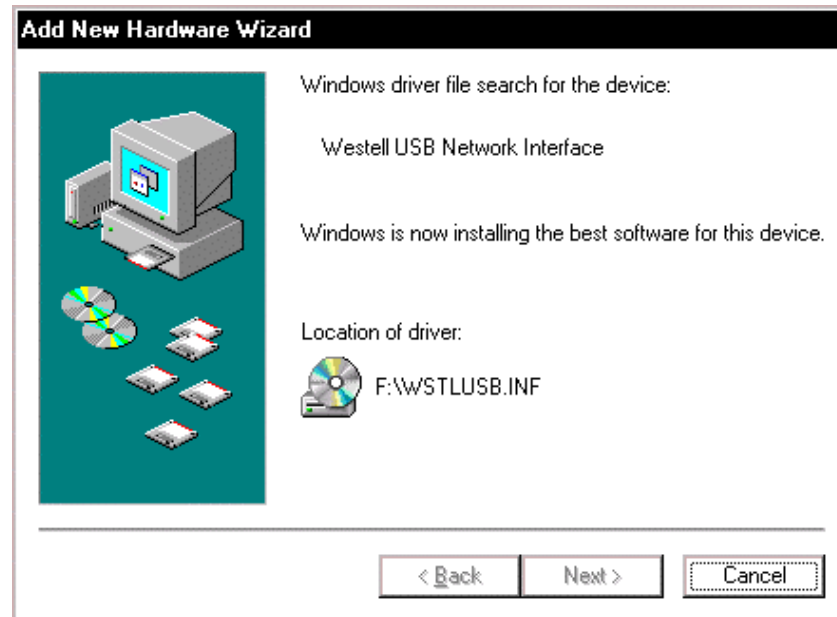 Add New Hardware Wizard
Windows driver file search for the device:
Westell USB Network Interface
Windows is now installing the best software for this device.
Location of driver:
F:\WSTLUSB.INF
< Back
Next >
Cancel